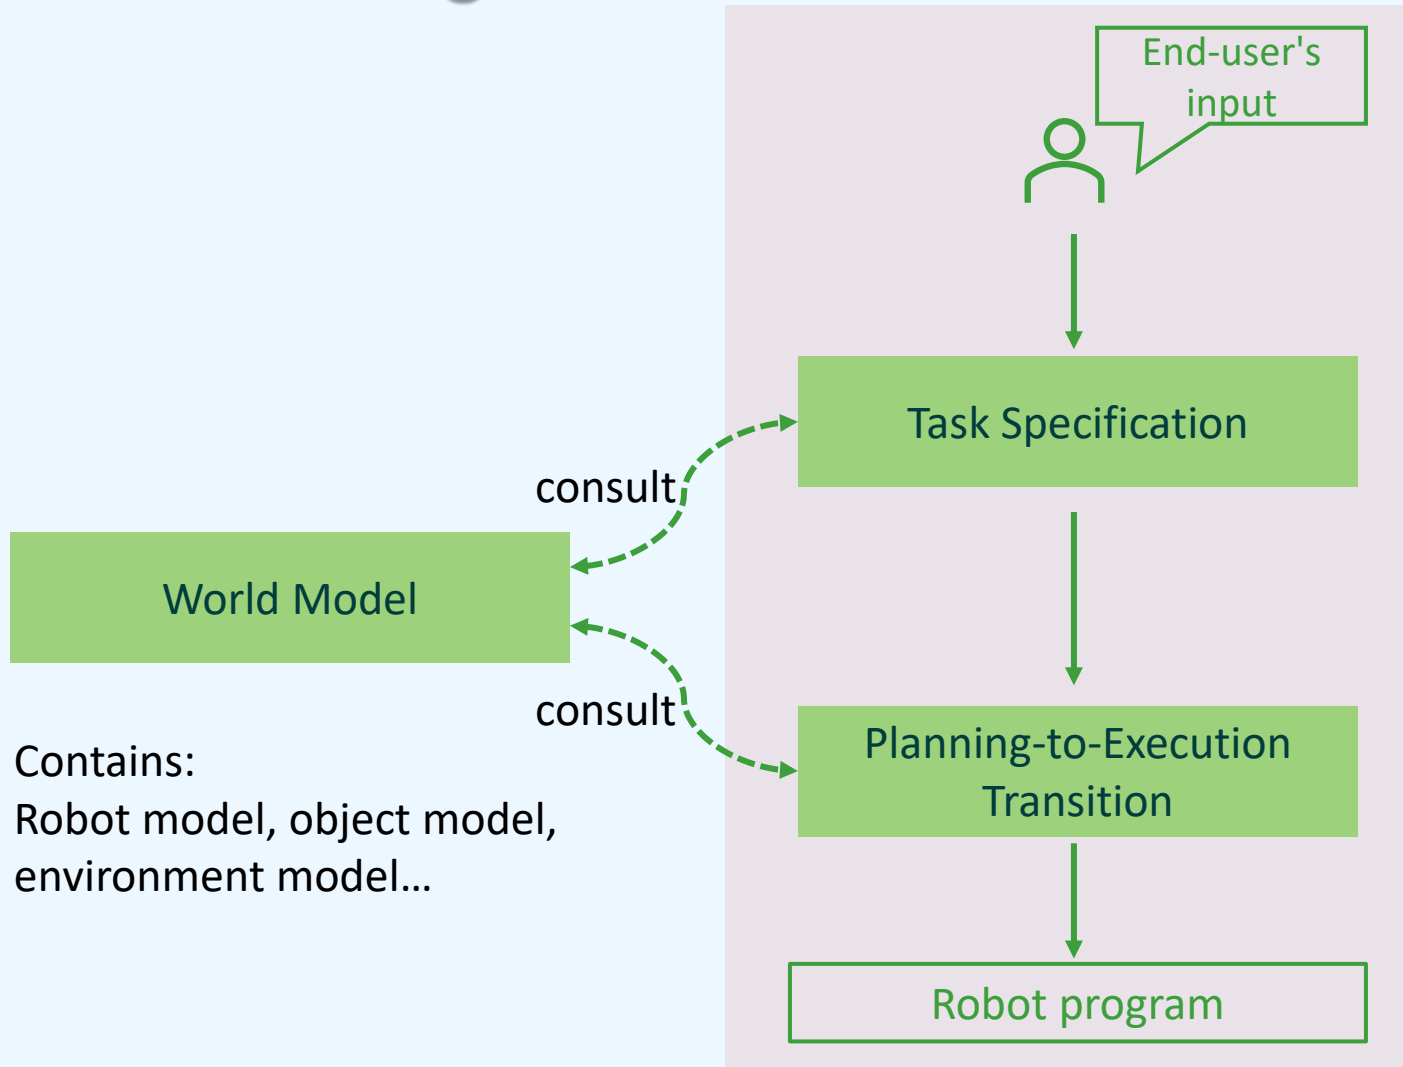 End-user's
input
Task Specification
consult
World Model
consult
Planning-to-Execution
Transition
Contains:
Robot model, object model,
environment model…
Robot program